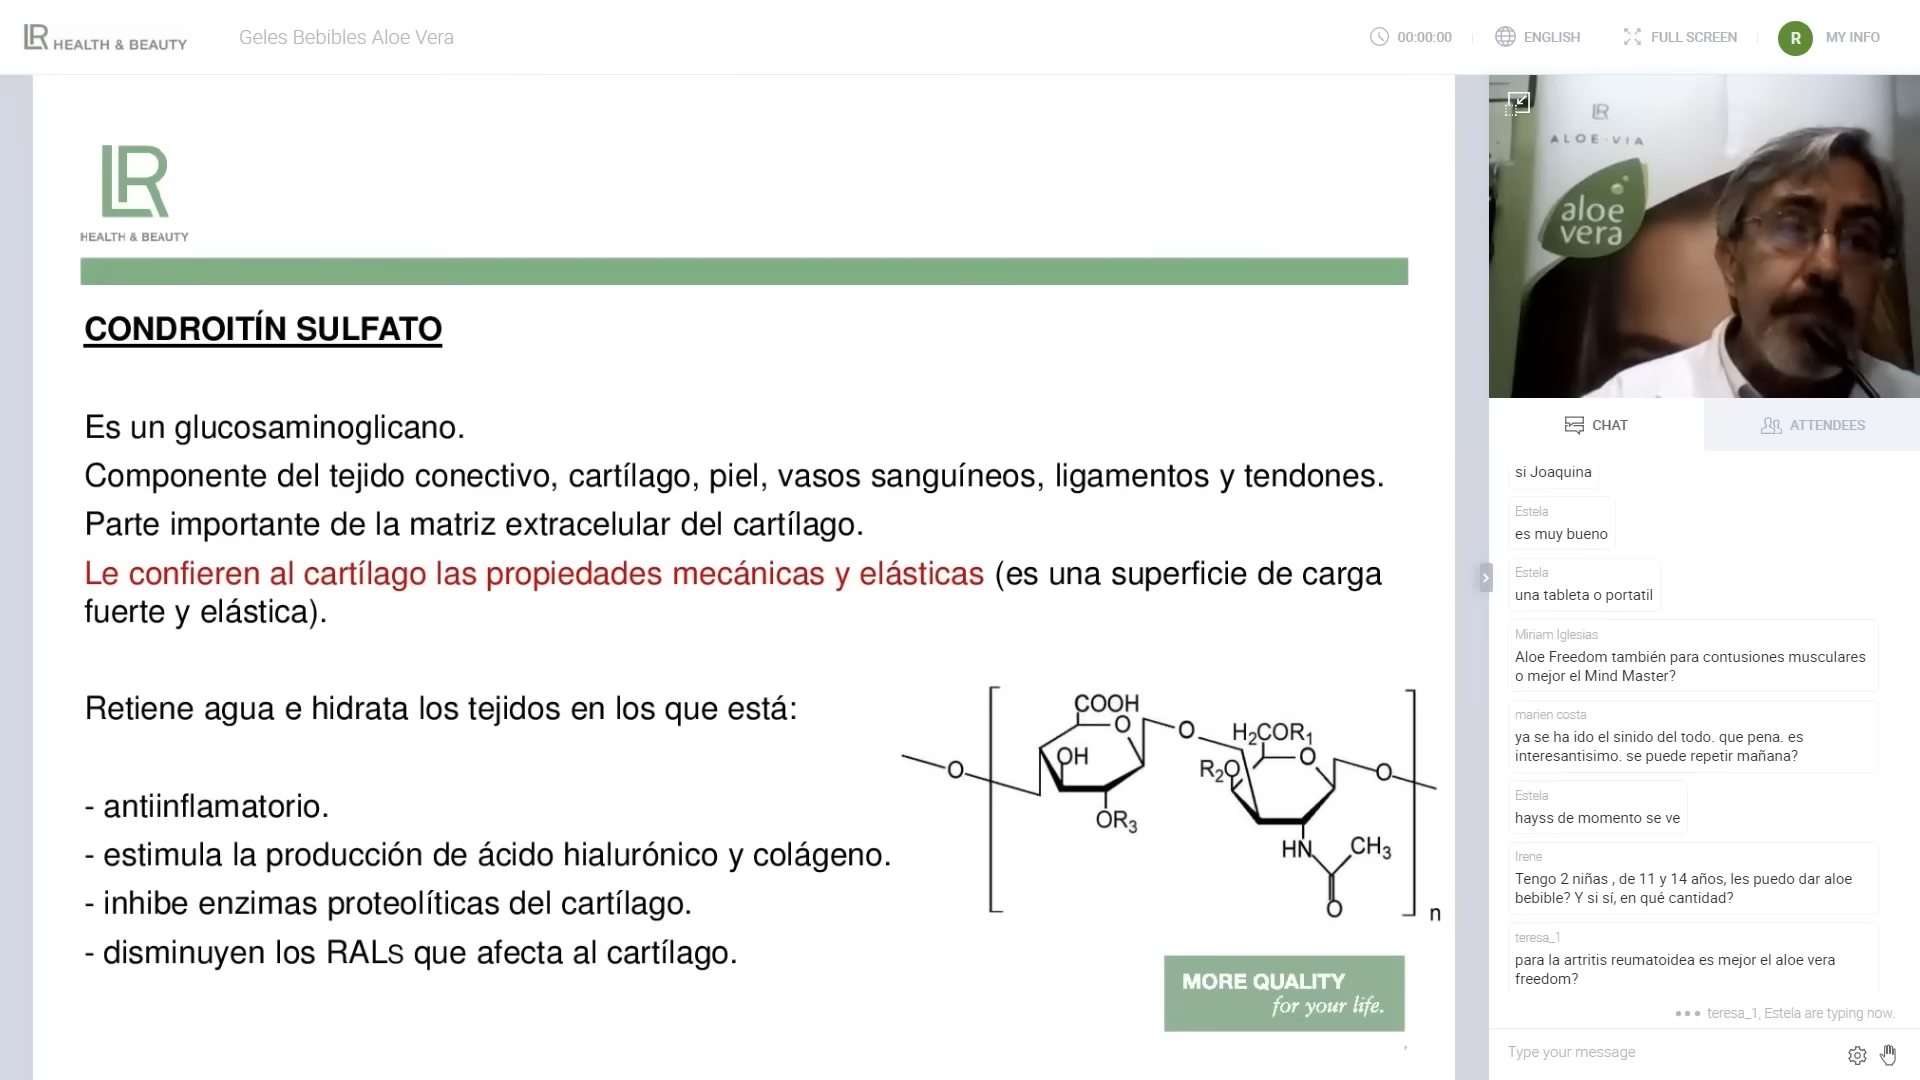 LR HEALTH & BEAUTY
Geles Bebibles Aloe Vera
00:00:00
ENGLISH
FULL SCREEN
R
MY INFO
LR
HEALTH & BEAUTY
CONDROITÍN SULFATO
Es un glucosaminoglicano.
Componente del tejido conectivo, cartílago, piel, vasos sanguíneos, ligamentos y tendones.
Parte importante de la matriz extracelular del cartílago.
Le confieren al cartílago las propiedades mecánicas y elásticas (es una superficie de carga
fuerte y elástica).
Retiene agua e hidrata los tejidos en los que está:
- antiinflamatorio.
- estimula la producción de ácido hialurónico y colágeno.
- inhibe enzimas proteolíticas del cartílago.
- disminuyen los RALS que afecta al cartílago.
COOH
O
OH
OR3
O
O
H2COR1
O
R2O
O
HN
CH3
O
n
MORE QUALITY
for your life.
LR
ALOE·VIA
aloe
vera
CHAT
ATTENDEES
si Joaquina
Estela
es muy bueno
Estela
una tableta o portatil
Miriam Iglesias
Aloe Freedom también para contusiones musculares
o mejor el Mind Master?
marien costa
ya se ha ido el sinido del todo. que pena. es
interesantisimo. se puede repetir mañana?
Estela
hayss de momento se ve
Irene
Tengo 2 niñas , de 11 y 14 años, les puedo dar aloe
bebible? Y si sí, en qué cantidad?
teresa_1
para la artritis reumatoidea es mejor el aloe vera
freedom?
teresa_1, Estela are typing now.
Type your message